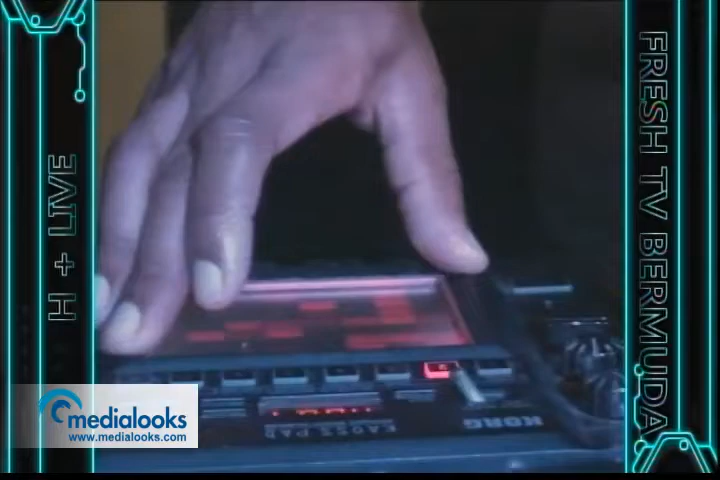 H + LIVE
FRESH TV BERMUDA
medialooks
www.medialooks.com
KAOSS PAD
KORG